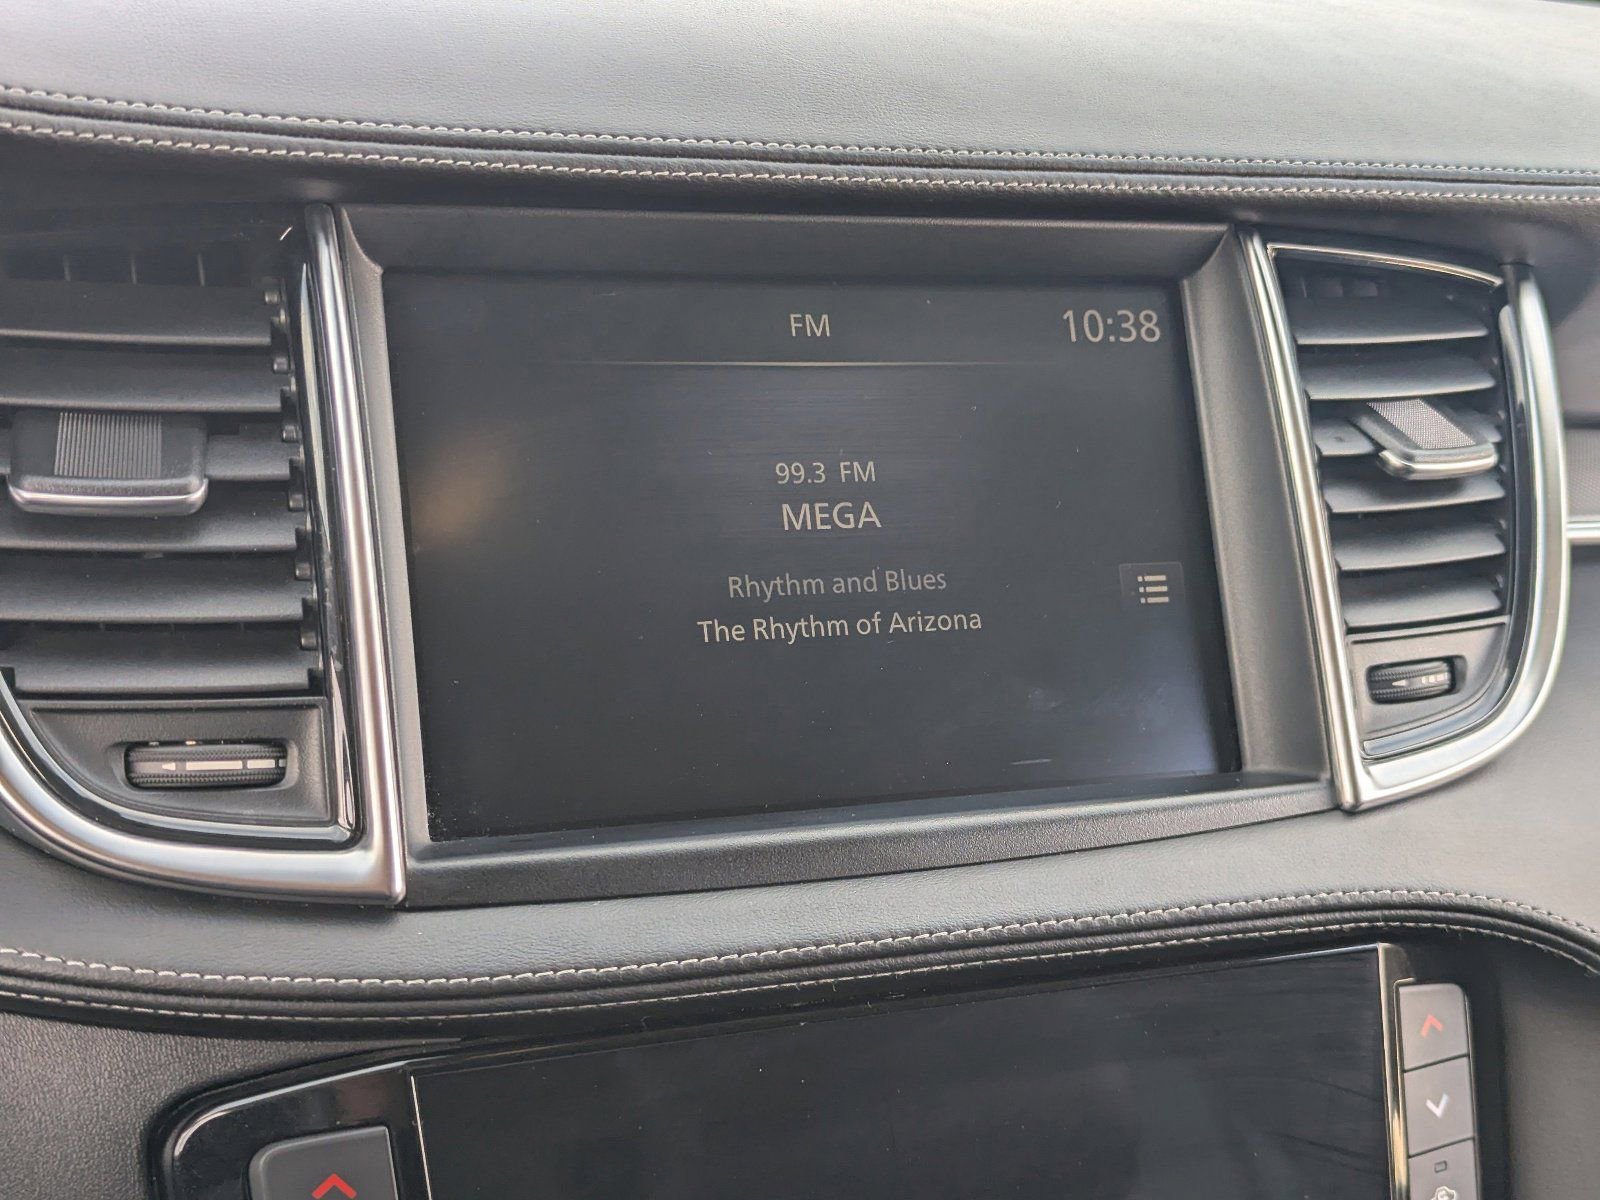 FM
10:38
99.3 FM
MEGA
Rhythm and Blues
The Rhythm of Arizona